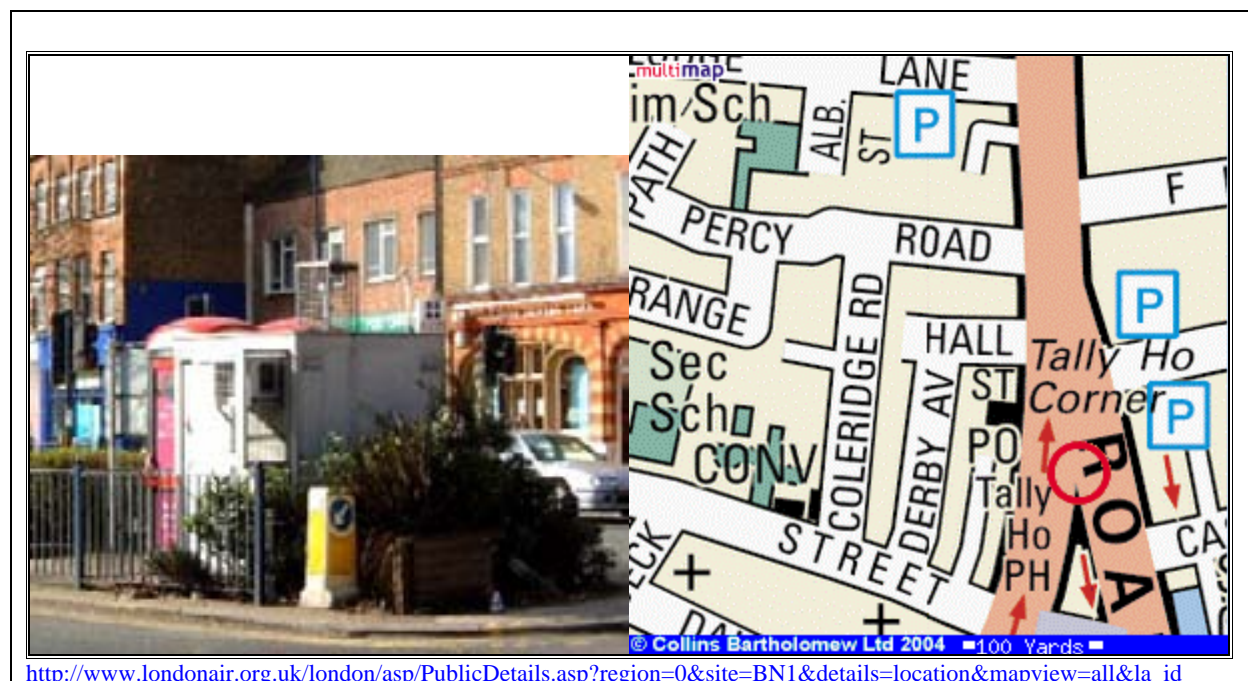 multimap
LANE
im Sch
ALB.
ST
P
PATH
F
PERCY
ROAD
P
RANGE
COLERIDGE RD
HALL
Tally Ho
Corner
Sec
Sch
ST
P
DERBY AV
PO
ROA
CONV
Tally
Ho
PH
STREET
CA
ECK
DA
© Collins Bartholomew Ltd 2004 100 Yards
http://www.londonair.org.uk/london/asp/PublicDetails.asp?region=0&site=BN1&details=location&mapview=all&la_id